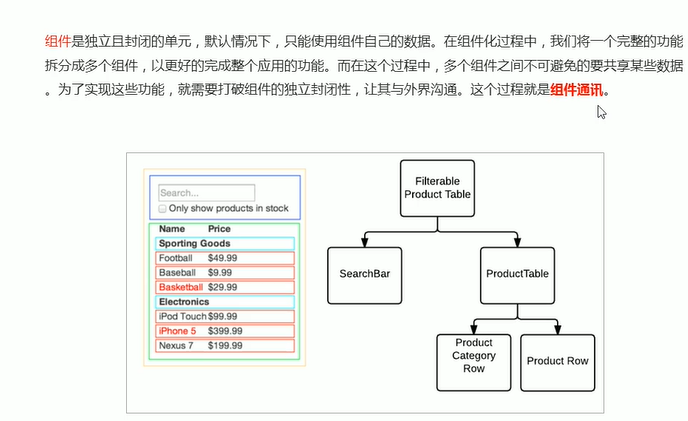 组件是独立且封闭的单元，默认情况下，只能使用组件自己的数据。在组件化过程中，我们将一个完整的功能
拆分成多个组件，以更好的完成整个应用的功能。而在这个过程中，多个组件之间不可避免的要共享某些数据
。为了实现这些功能，就需要打破组件的独立封闭性，让其与外界沟通。这个过程就是组件通讯。
Search...
Only show products in stock
Name Price
Sporting Goods
Football $49.99
Baseball $9.99
Basketball $29.99
Electronics
iPod Touch $99.99
iPhone 5 $399.99
Nexus 7 $199.99
Filterable
Product Table
SearchBar
ProductTable
Product
Category
Row
Product Row